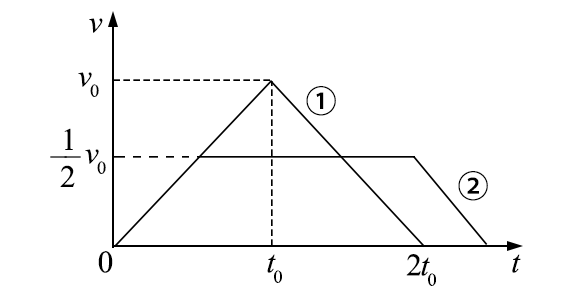 v
v₀
①
1/2 v₀
②
0
t₀
2t₀
t